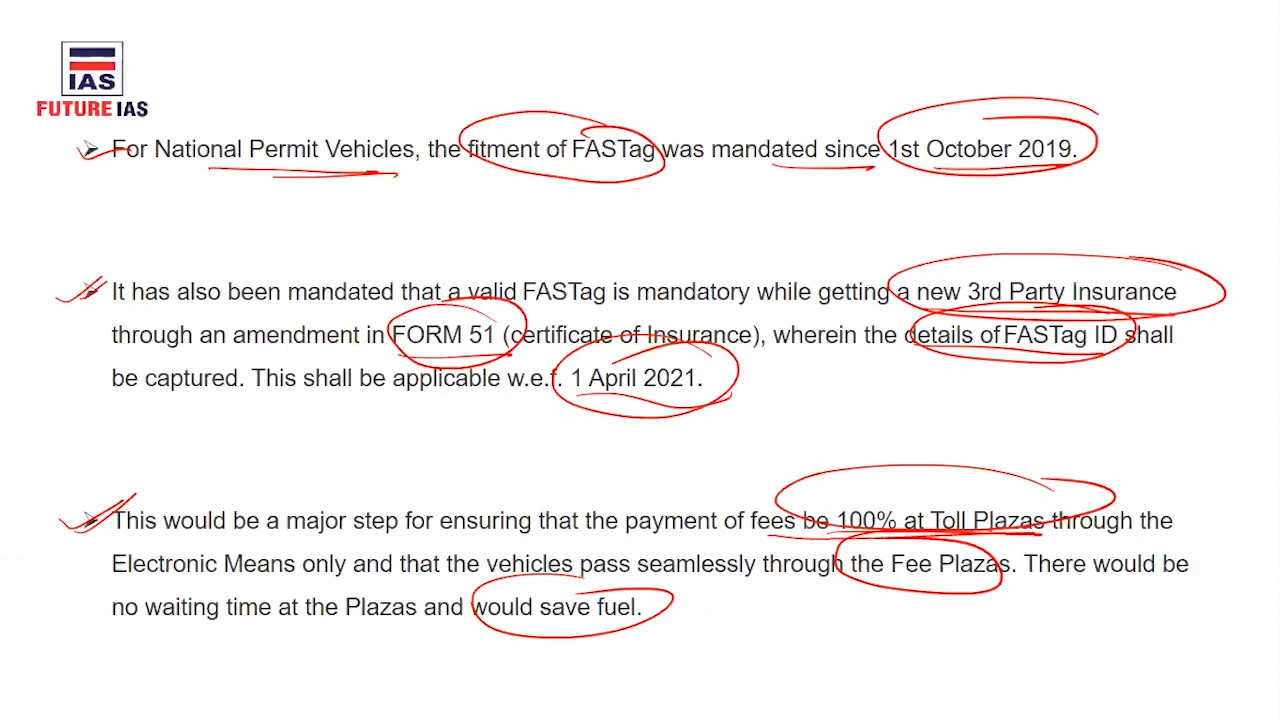 IAS
FUTURE IAS
For National Permit Vehicles, the fitment of FASTag was mandated since 1st October 2019.
It has also been mandated that a valid FASTag is mandatory while getting a new 3rd Party Insurance
through an amendment in FORM 51 (certificate of Insurance), wherein the details of FASTag ID shall
be captured. This shall be applicable w.e.f. 1 April 2021.
This would be a major step for ensuring that the payment of fees be 100% at Toll Plazas through the
Electronic Means only and that the vehicles pass seamlessly through the Fee Plazas. There would be
no waiting time at the Plazas and would save fuel.